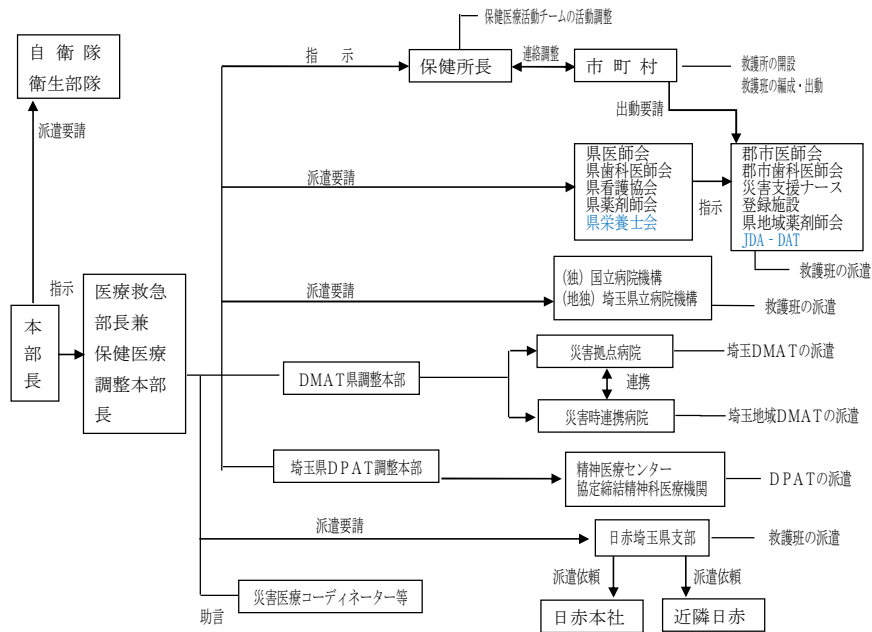 保健医療活動チームの活動調整
自衛隊
衛生部隊
指　示
保健所長
連絡調整
市町村
救護所の開設
救護班の編成・出動
派遣要請
出動要請
派遣要請
県医師会
県歯科医師会
県看護協会
県薬剤師会
県栄養士会
指示
郡市医師会
郡市歯科医師会
災害支援ナース
登録施設
県地域薬剤師会
JDA‐DAT
救護班の派遣
指示
本部長
医療救急
部長兼
保健医療
調整本部
長
派遣要請
(独) 国立病院機構
(地独) 埼玉県立病院機構
救護班の派遣
DMAT県調整本部
災害拠点病院
埼玉DMATの派遣
連携
災害時連携病院
埼玉地域DMATの派遣
埼玉県DPAT調整本部
精神医療センター
協定締結精神科医療機関
DPATの派遣
派遣要請
日赤埼玉県支部
救護班の派遣
派遣依頼
派遣依頼
災害医療コーディネーター等
助言
日赤本社
近隣日赤